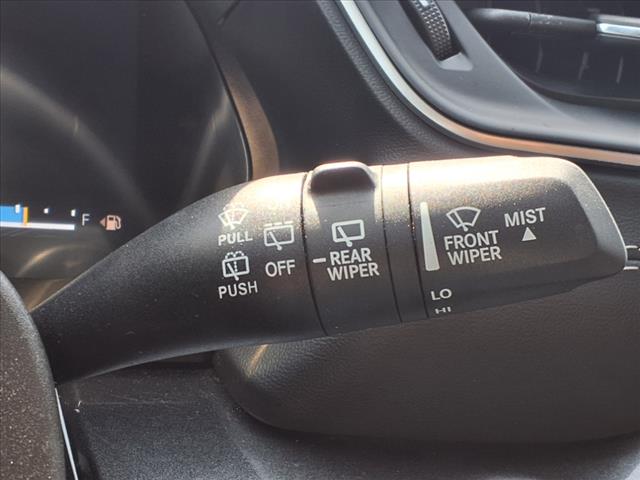 F
PULL
PUSH
OFF
REAR
WIPER
FRONT
WIPER
MIST
LO
HI